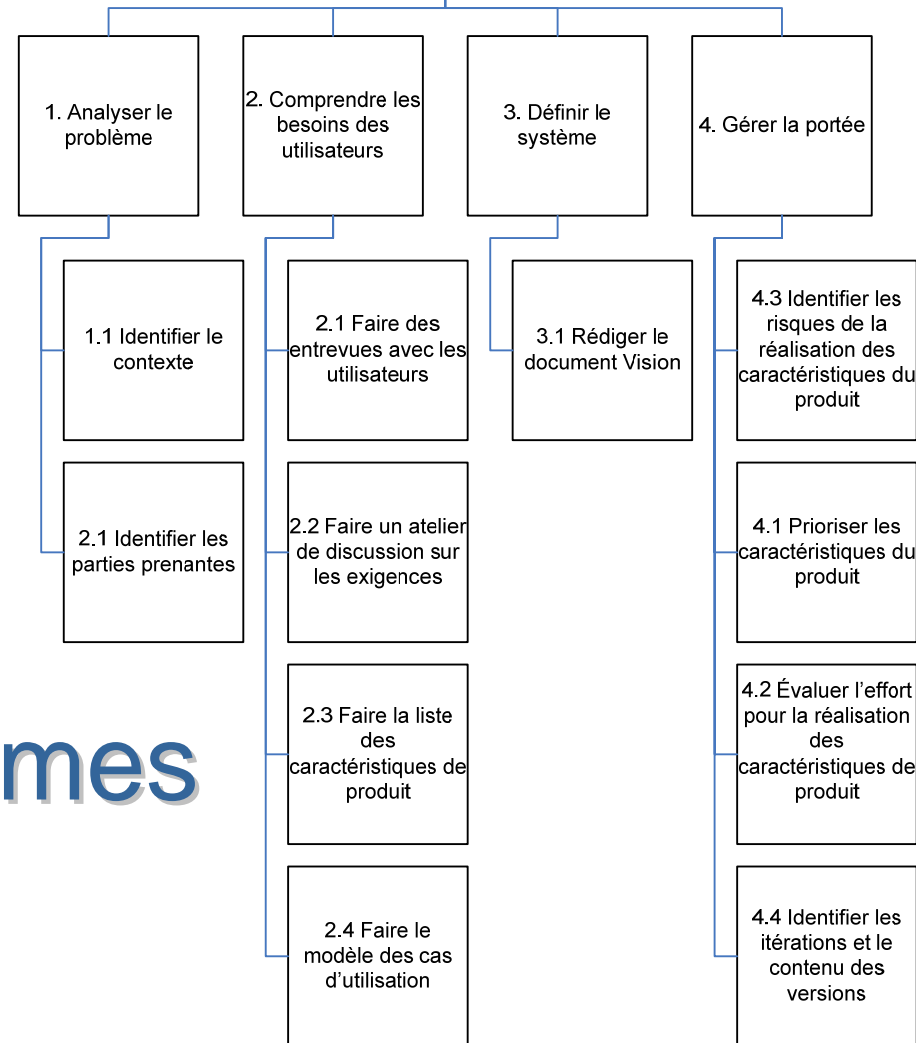 1. Analyser le
problème
2. Comprendre les
besoins des
utilisateurs
3. Définir le
système
4. Gérer la portée
1.1 Identifier le
contexte
2.1 Identifier les
parties prenantes
2.1 Faire des
entrevues avec les
utilisateurs
2.2 Faire un atelier
de discussion sur
les exigences
2.3 Faire la liste
des
caractéristiques de
produit
2.4 Faire le
modèle des cas
d’utilisation
3.1 Rédiger le
document Vision
4.3 Identifier les
risques de la
réalisation des
caractéristiques du
produit
4.1 Prioriser les
caractéristiques du
produit
4.2 Évaluer l’effort
pour la réalisation
des
caractéristiques de
produit
4.4 Identifier les
itérations et le
contenu des
versions
mes